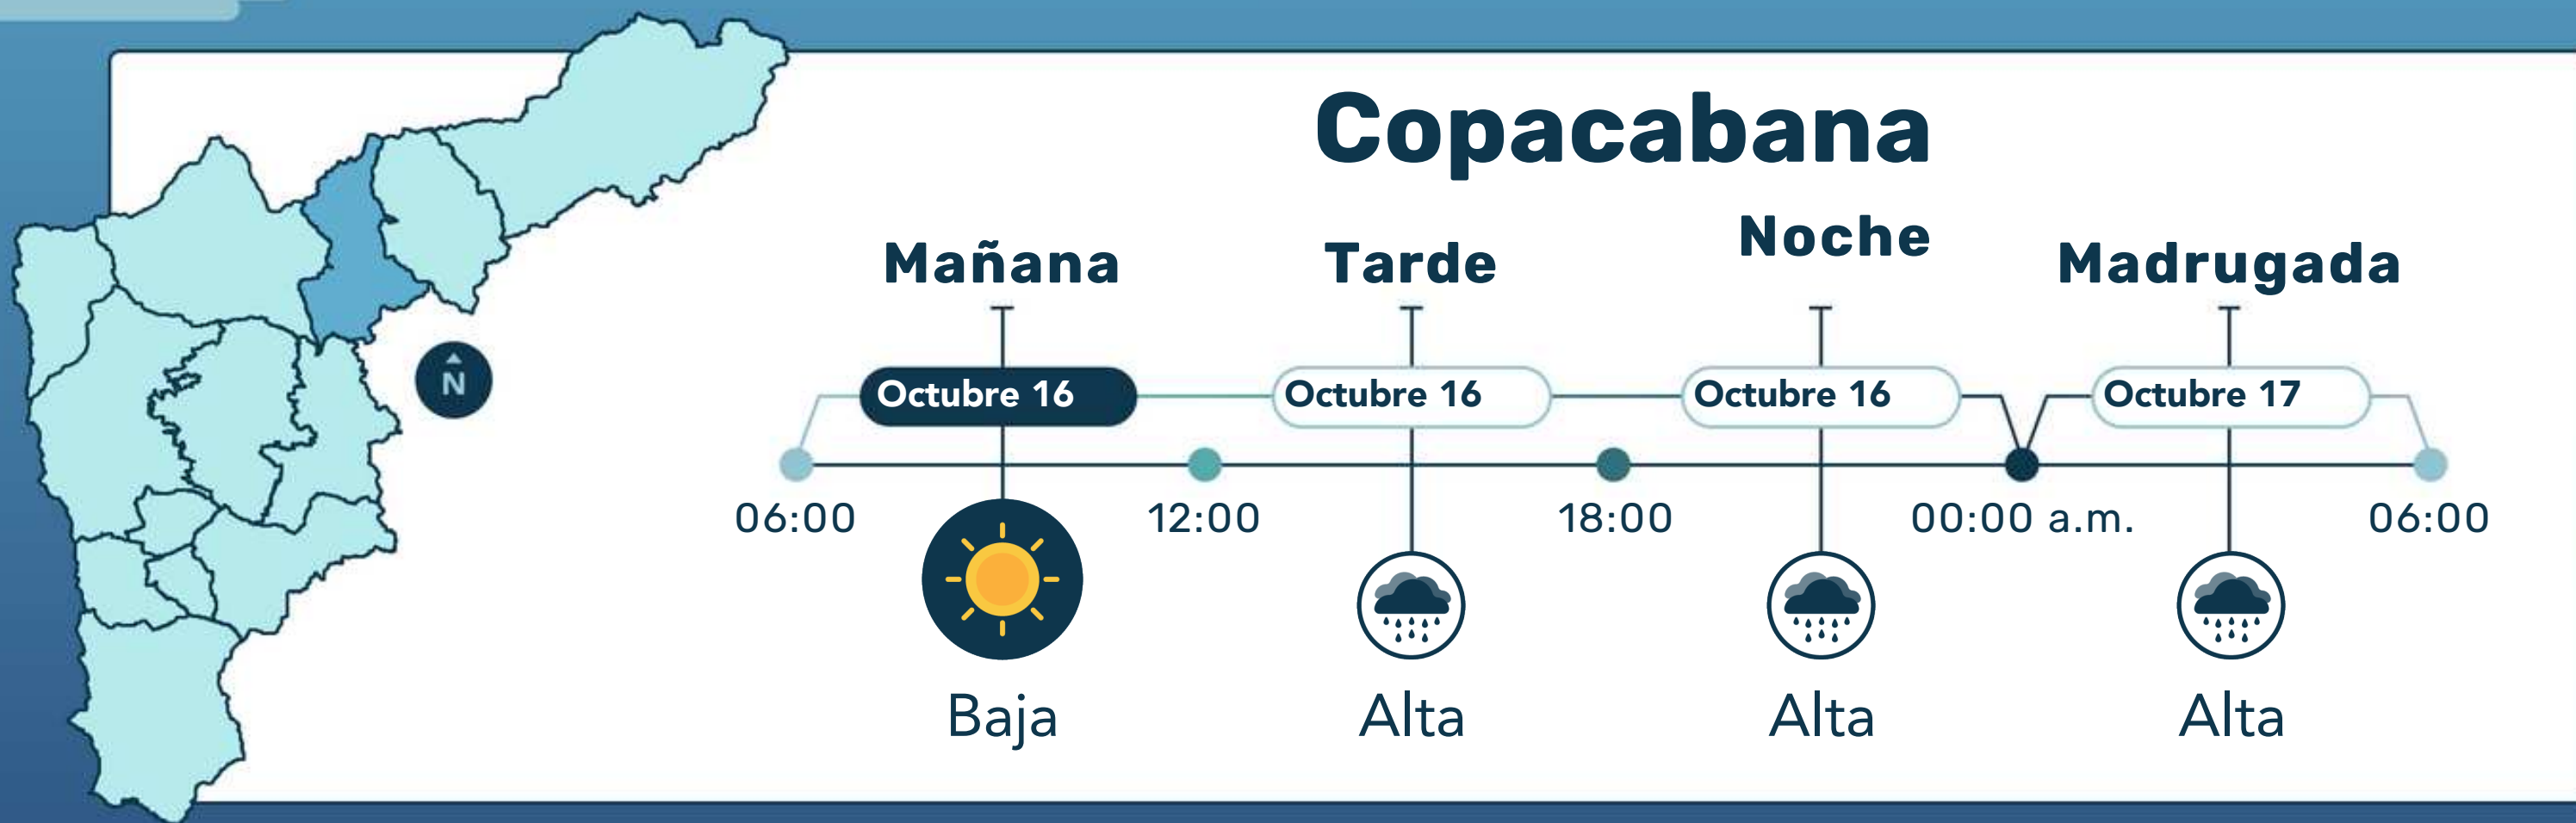 Copacabana
Mañana
Tarde
Noche
Madrugada
Octubre 16
Octubre 16
Octubre 16
Octubre 17
N
06:00
12:00
18:00
00:00 a.m.
06:00
Baja
Alta
Alta
Alta